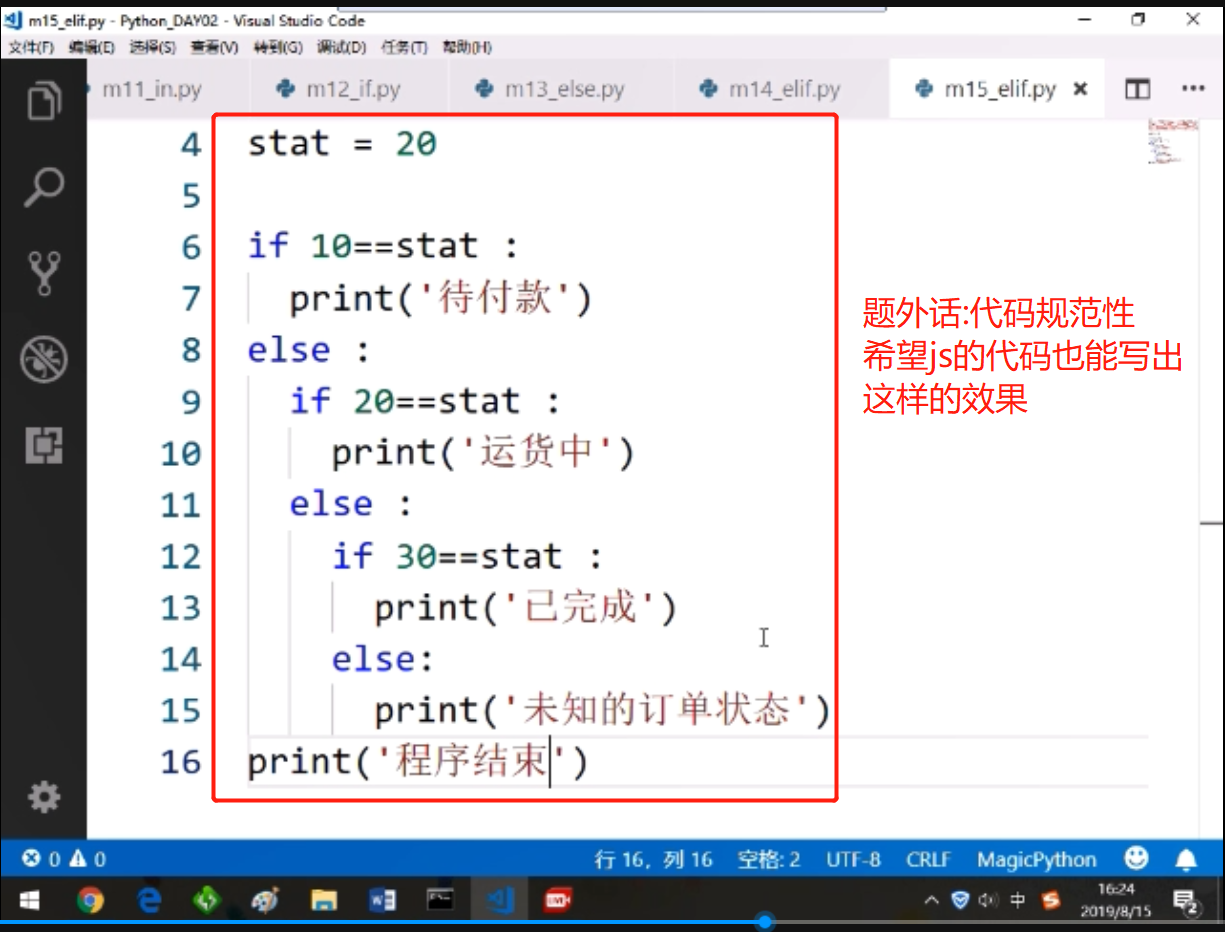 m15_elif.py - Python_DAY02 - Visual Studio Code
文件(F) 编辑(E) 选择(S) 查看(V) 转到(G) 调试(D) 任务(T) 帮助(H)
m11_in.py m12_if.py m13_else.py m14_elif.py m15_elif.py
4 stat = 20
5
6 if 10==stat :
7 print('待付款')
8 else :
9 if 20==stat :
10 print('运货中')
11 else :
12 if 30==stat :
13 print('已完成')
14 else:
15 print('未知的订单状态')
16 print('程序结束')
题外话:代码规范性
希望js的代码也能写出
这样的效果
0 0 行 16, 列 16 空格: 2 UTF-8 CRLF MagicPython
中 16:24
2019/8/15 2